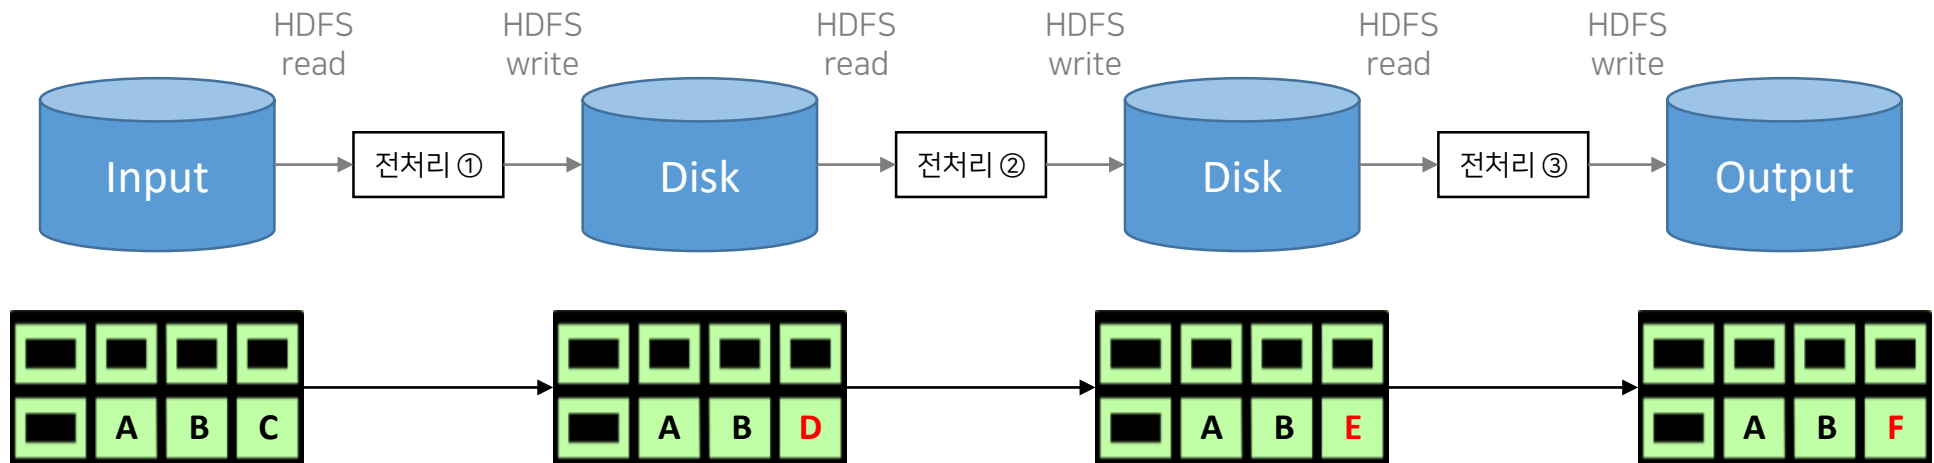 HDFS read
HDFS write
HDFS read
HDFS write
HDFS read
HDFS write
Input
전처리 ①
Disk
전처리 ②
Disk
전처리 ③
Output
A B C
A B D
A B E
A B F